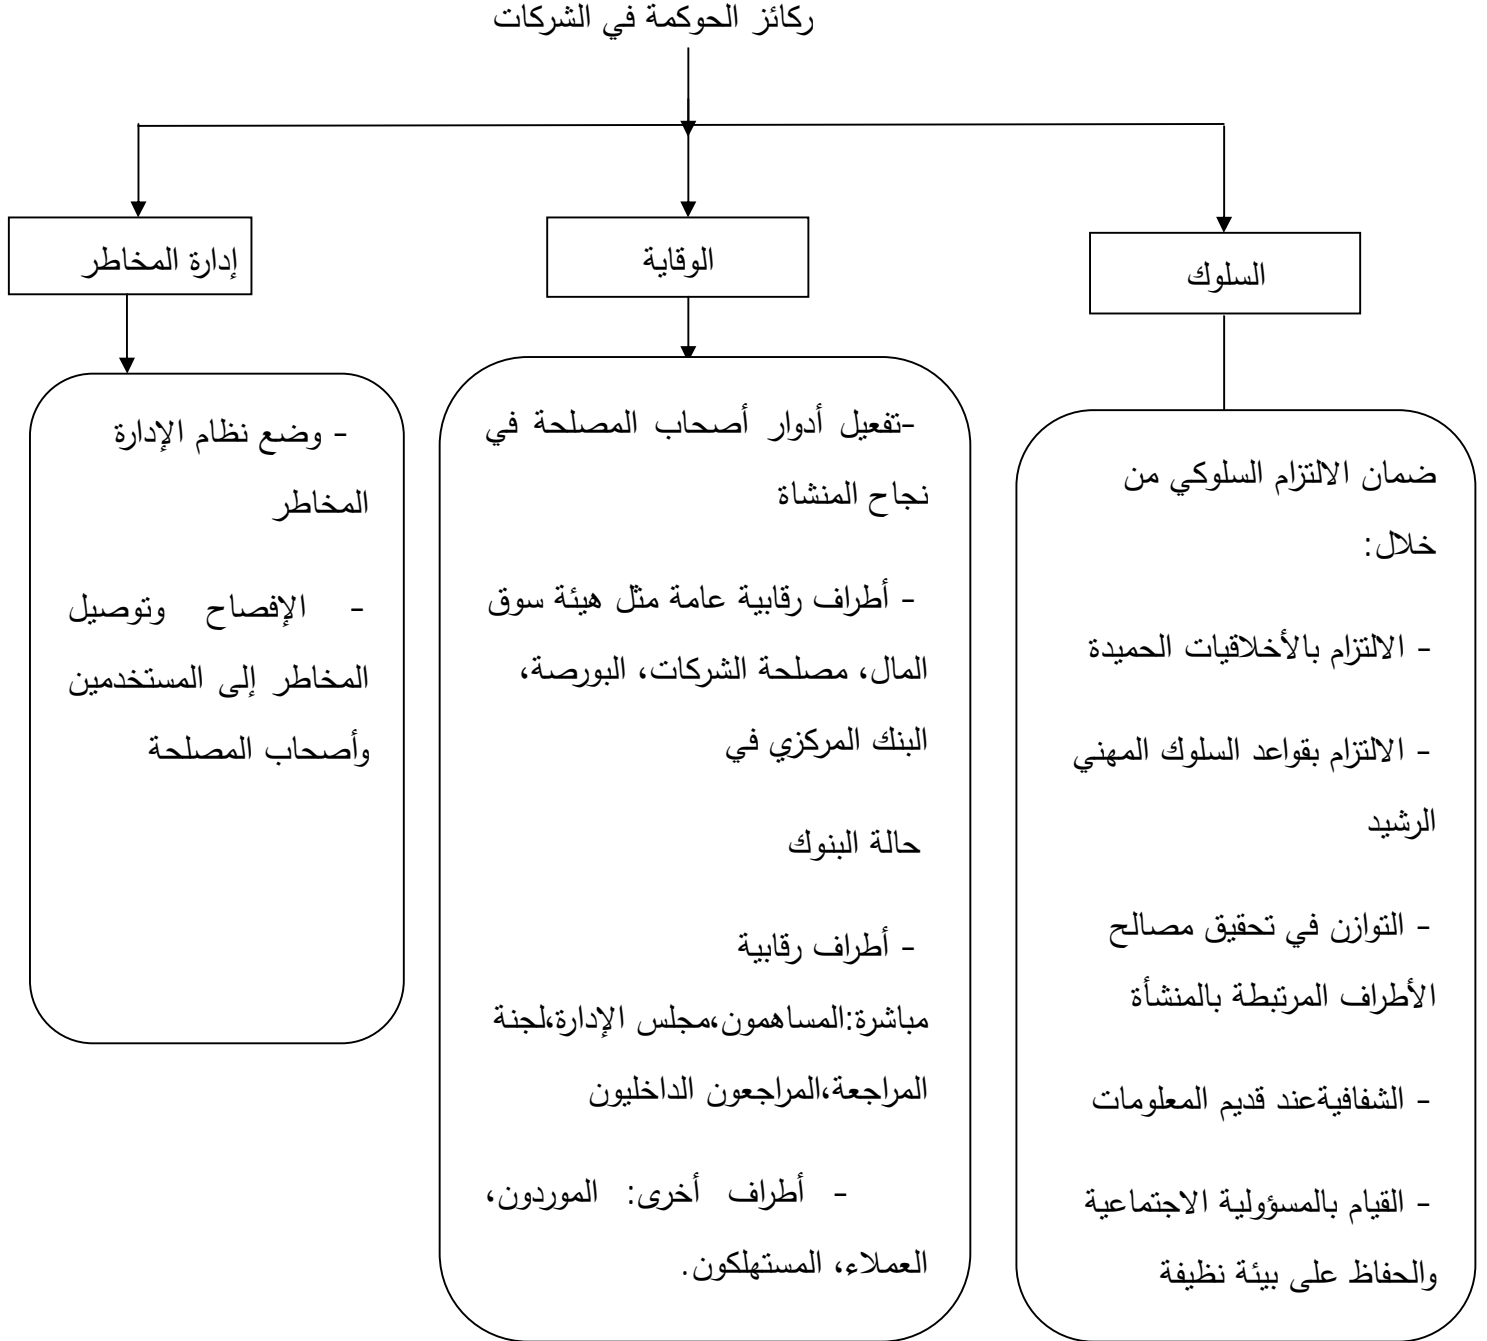 ركائز الحوكمة في الشركات
السلوك
الوقاية
إدارة المخاطر
ضمان الالتزام السلوكي من
خلال:
- الالتزام بالأخلاقيات الحميدة
- الالتزام بقواعد السلوك المهني
الرشيد
- التوازن في تحقيق مصالح
الأطراف المرتبطة بالمنشأة
- الشفافيةعند قديم المعلومات
- القيام بالمسؤولية الاجتماعية
والحفاظ على بيئة نظيفة
-تفعيل أدوار أصحاب المصلحة في
نجاح المنشاة
- أطراف رقابية عامة مثل هيئة سوق
المال، مصلحة الشركات، البورصة،
البنك المركزي في
حالة البنوك
- أطراف رقابية
مباشرة:المساهمون،مجلس الإدارة،لجنة
المراجعة،المراجعون الداخليون
- أطراف أخرى: الموردون،
العملاء، المستهلكون.
- وضع نظام الإدارة
المخاطر
- الإفصاح وتوصيل
المخاطر إلى المستخدمين
وأصحاب المصلحة